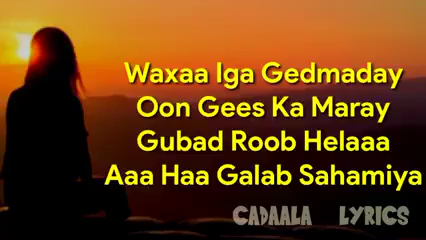 Waxaa Iga Gedmaday
Oon Gees Ka Maray
Gubad Roob Helaaa
Aaa Haa Galab Sahamiya
CADAALA LYRICS